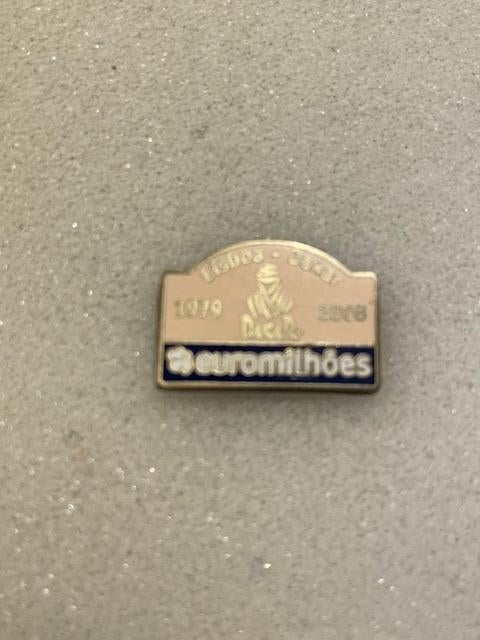 Lisboa - Dakar
1979 2008
DAKAR
euromilhões